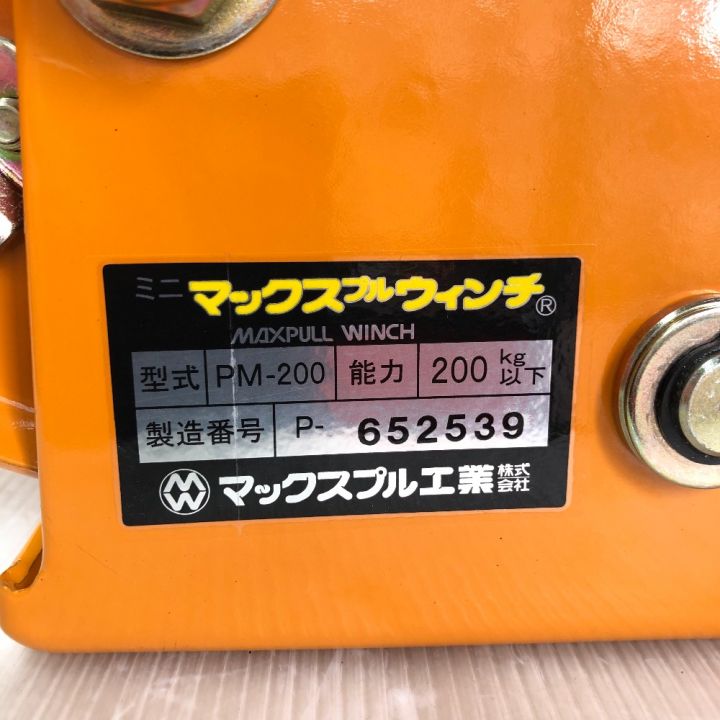 ミニ マックスプルウィンチ®
MAXPULL WINCH
型式 PM-200 能力 200 kg以下
製造番号 P- 652539
マックスプル工業株式会社